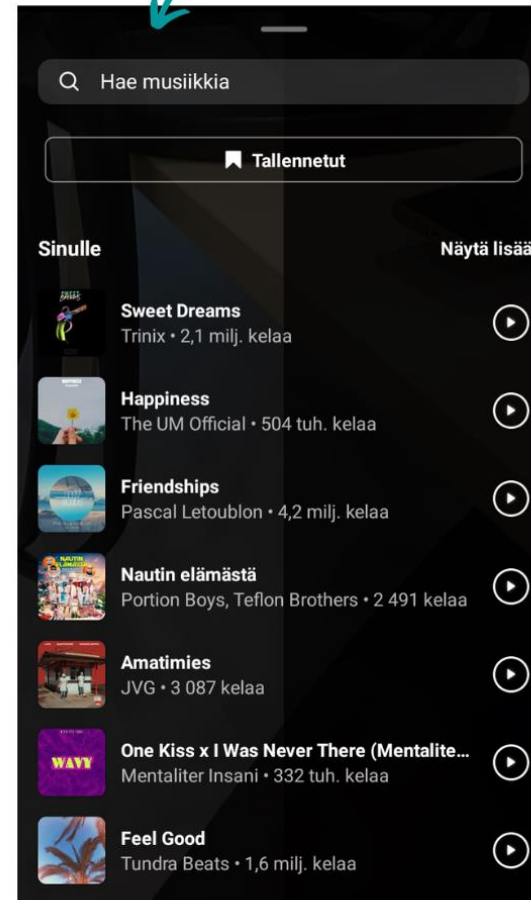 Hae musiikkia
Tallennetut
Sinulle
Näytä lisää
Sweet Dreams
Trinix • 2,1 milj. kelaa
Happiness
The UM Official • 504 tuh. kelaa
Friendships
Pascal Letoublon • 4,2 milj. kelaa
Nautin elämästä
Portion Boys, Teflon Brothers • 2 491 kelaa
Amatimies
JVG • 3 087 kelaa
WAVY
One Kiss x I Was Never There (Mentalite...
Mentaliter Insani • 332 tuh. kelaa
Feel Good
Tundra Beats • 1,6 milj. kelaa